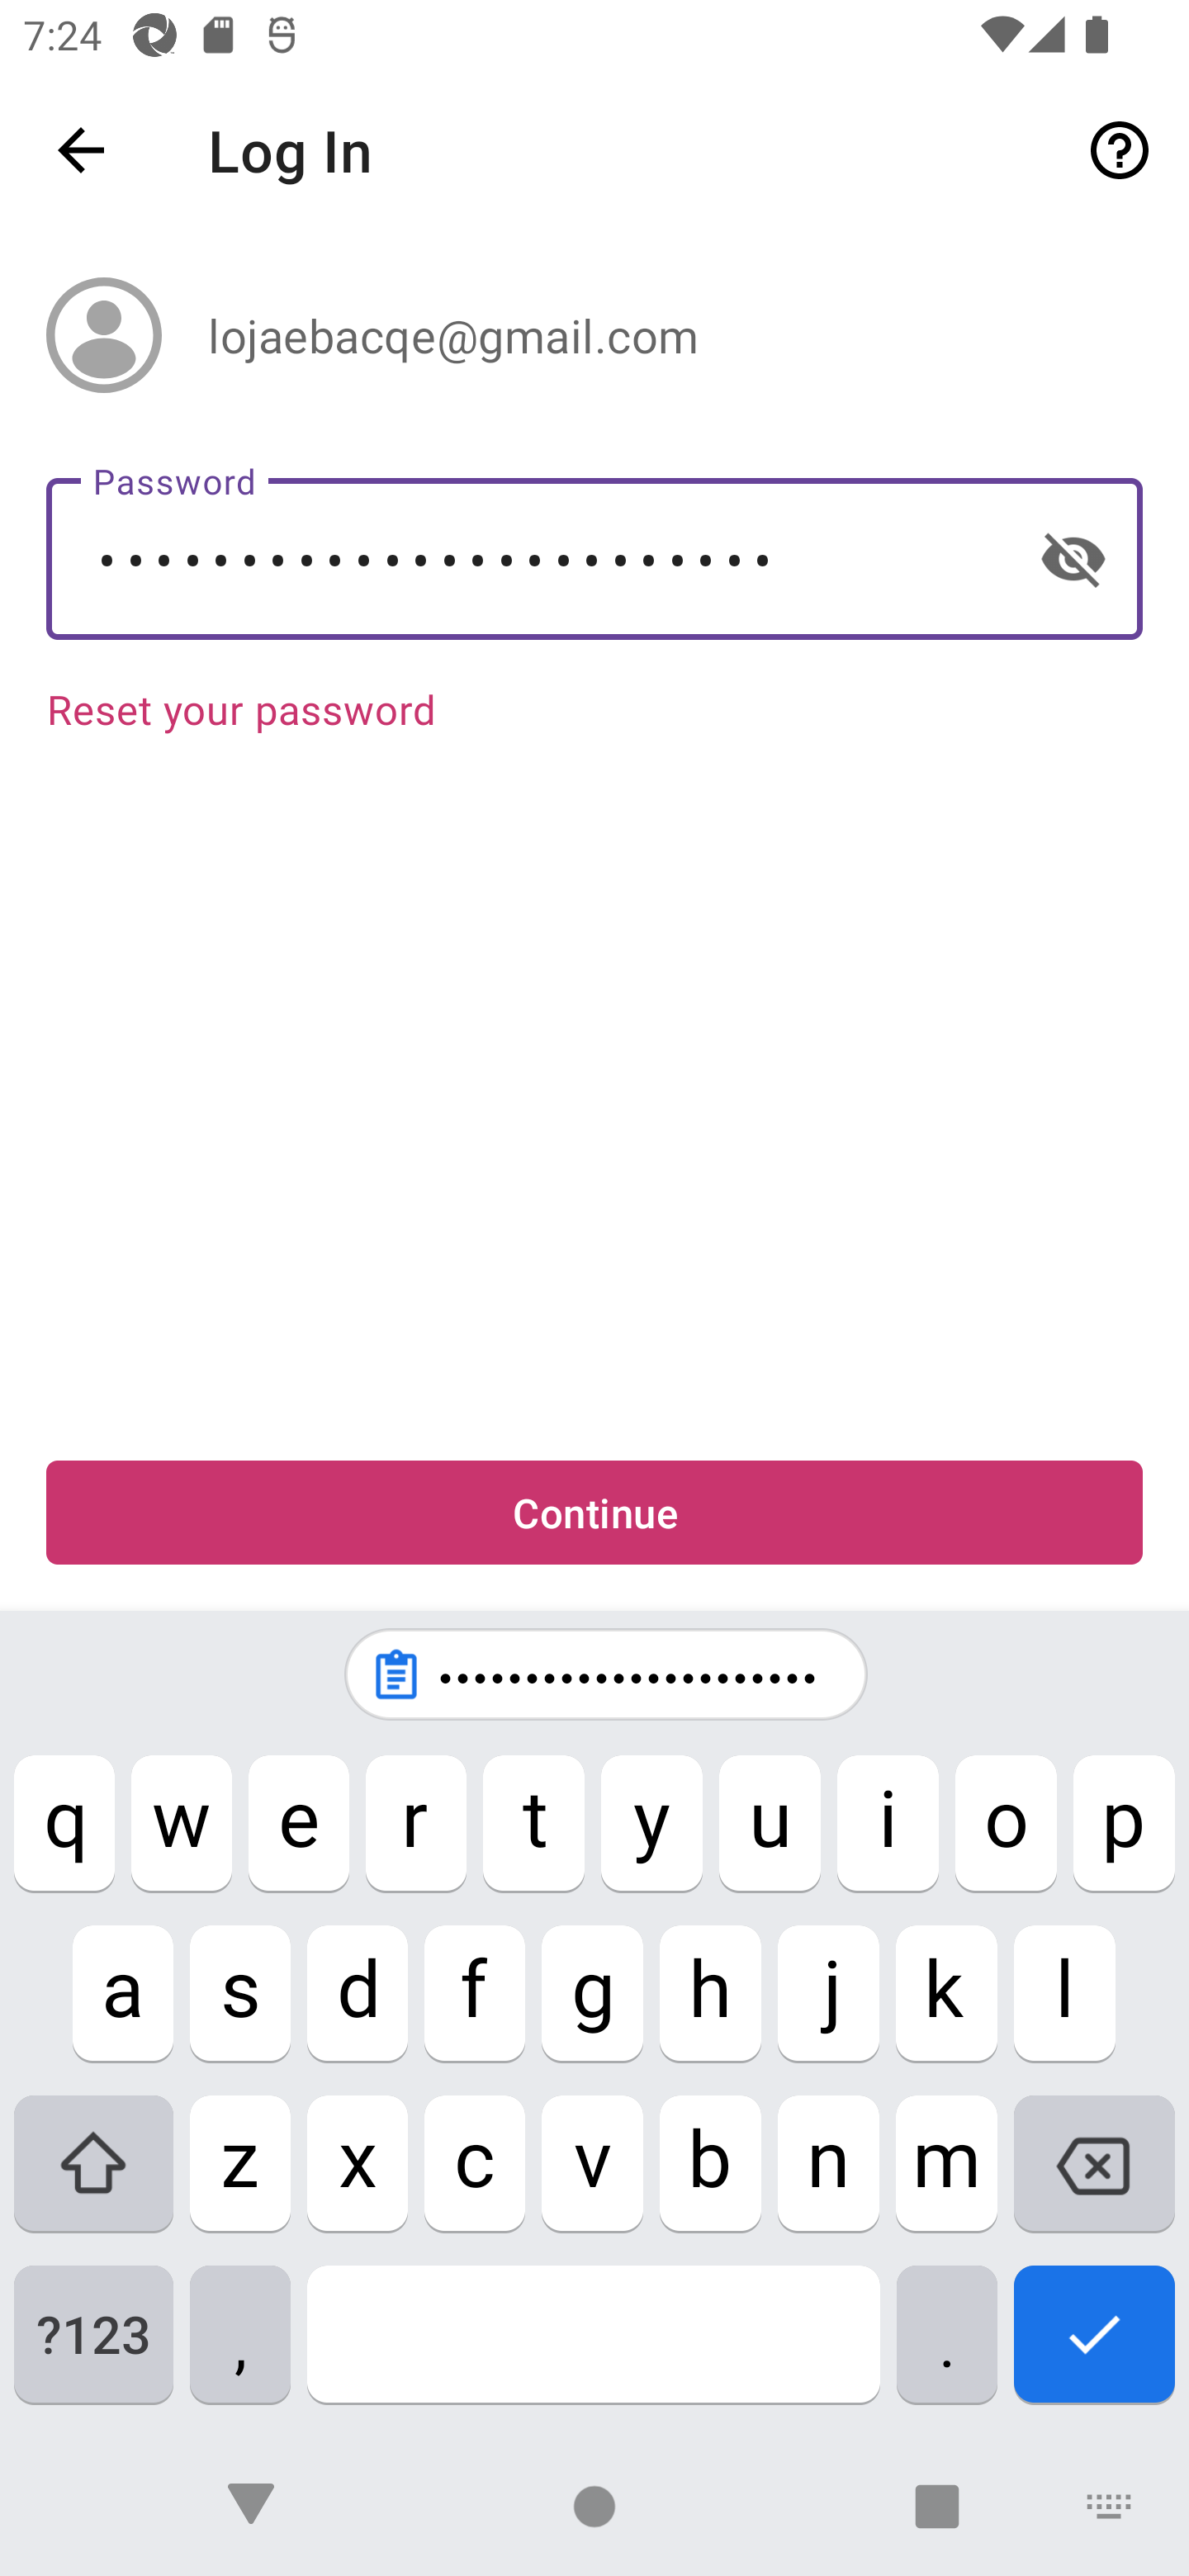 7:24
Log In
lojaebacqe@gmail.com
Password
••••••••••••••••••••••••
Reset your password
Continue
••••••••••••••••••••••
q w e r t y u i o p
a s d f g h j k l
z x c v b n m
?123 , .